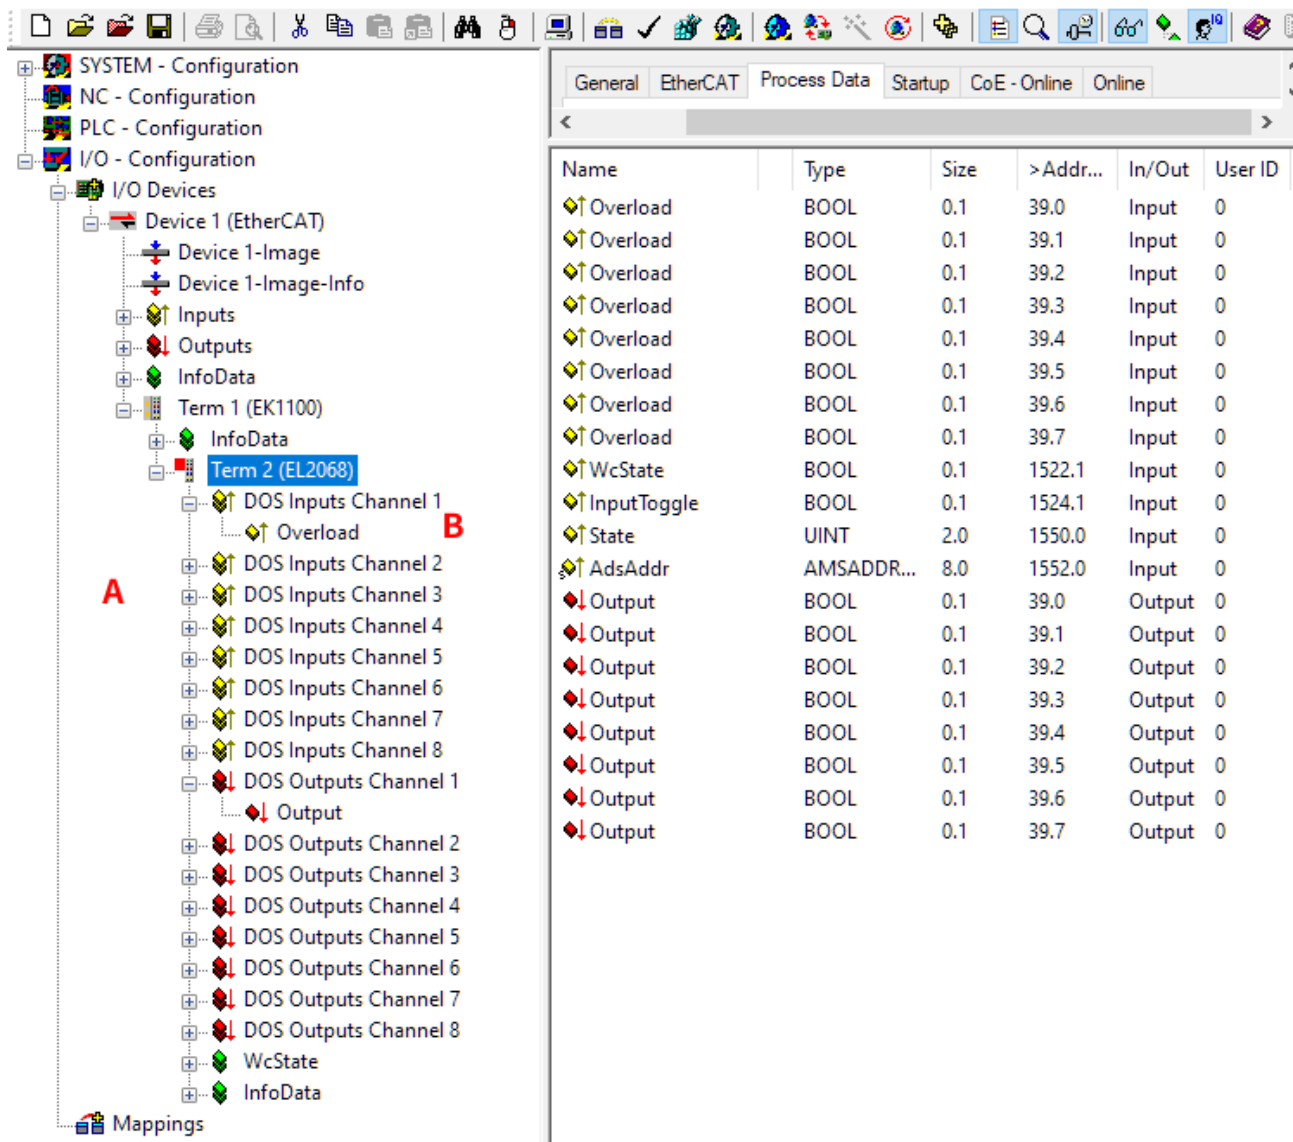 SYSTEM - Configuration
NC - Configuration
PLC - Configuration
I/O - Configuration
I/O Devices
Device 1 (EtherCAT)
Device 1-Image
Device 1-Image-Info
Inputs
Outputs
InfoData
Term 1 (EK1100)
InfoData
Term 2 (EL2068)
DOS Inputs Channel 1
B
Overload
DOS Inputs Channel 2
A
DOS Inputs Channel 3
DOS Inputs Channel 4
DOS Inputs Channel 5
DOS Inputs Channel 6
DOS Inputs Channel 7
DOS Inputs Channel 8
DOS Outputs Channel 1
Output
DOS Outputs Channel 2
DOS Outputs Channel 3
DOS Outputs Channel 4
DOS Outputs Channel 5
DOS Outputs Channel 6
DOS Outputs Channel 7
DOS Outputs Channel 8
WcState
InfoData
Mappings
General EtherCAT Process Data Startup CoE - Online Online
Name Type Size >Addr... In/Out User ID
Overload BOOL 0.1 39.0 Input 0
Overload BOOL 0.1 39.1 Input 0
Overload BOOL 0.1 39.2 Input 0
Overload BOOL 0.1 39.3 Input 0
Overload BOOL 0.1 39.4 Input 0
Overload BOOL 0.1 39.5 Input 0
Overload BOOL 0.1 39.6 Input 0
Overload BOOL 0.1 39.7 Input 0
WcState BOOL 0.1 1522.1 Input 0
InputToggle BOOL 0.1 1524.1 Input 0
State UINT 2.0 1550.0 Input 0
AdsAddr AMSADDR... 8.0 1552.0 Input 0
Output BOOL 0.1 39.0 Output 0
Output BOOL 0.1 39.1 Output 0
Output BOOL 0.1 39.2 Output 0
Output BOOL 0.1 39.3 Output 0
Output BOOL 0.1 39.4 Output 0
Output BOOL 0.1 39.5 Output 0
Output BOOL 0.1 39.6 Output 0
Output BOOL 0.1 39.7 Output 0